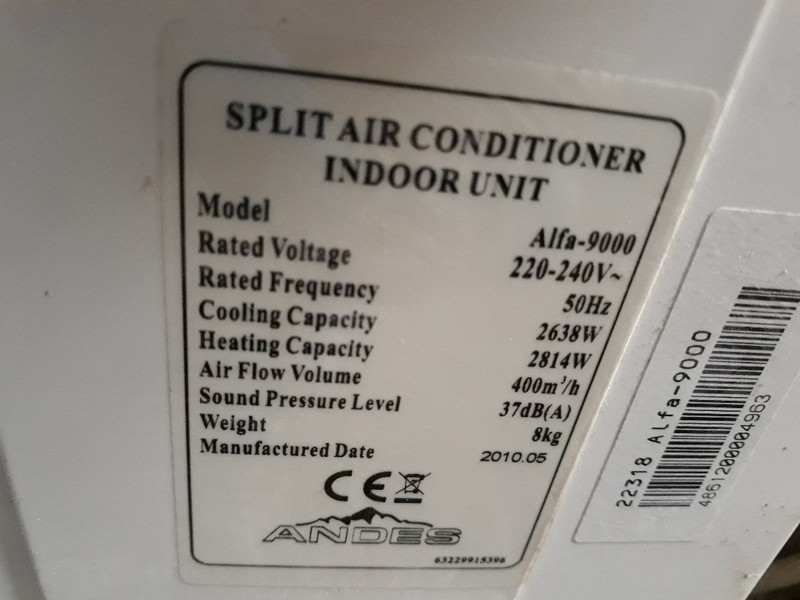 SPLIT AIR CONDITIONER
INDOOR UNIT
Model Alfa-9000
Rated Voltage 220-240V~
Rated Frequency 50Hz
Cooling Capacity 2638W
Heating Capacity 2814W
Air Flow Volume 400m³/h
Sound Pressure Level 37dB(A)
Weight 8kg
Manufactured Date 2010.05
CE
ANDES
63229915396
22318 Alfa-9000
4861200004963